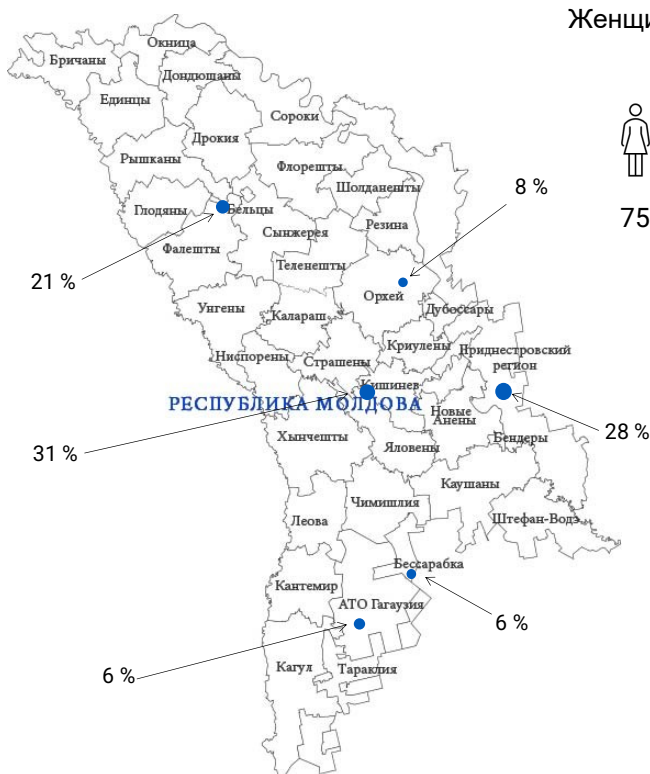 Женщи
Окница
Бричаны
Дондюшаны
Единцы
Сороки
Дрокия
Рышканы
Флорешты
Шолданешты
8 %
Глодяны
Бельцы
Резина
Сынжерея
75
Фалешты
Теленешты
21 %
Орхей
Унгены
Дубоссары
Калараш
Криулены
Ниспорены
Страшены
Приднестровский
регион
Кишинев
РЕСПУБЛИКА МОЛДОВА
Новые
Анены
28 %
Хынчешты
Бендеры
Яловены
31 %
Каушаны
Чимишлия
Леова
Штефан-Водэ
Бессарабка
Кантемир
АТО Гагаузия
6 %
Кагул
Тараклия
6 %